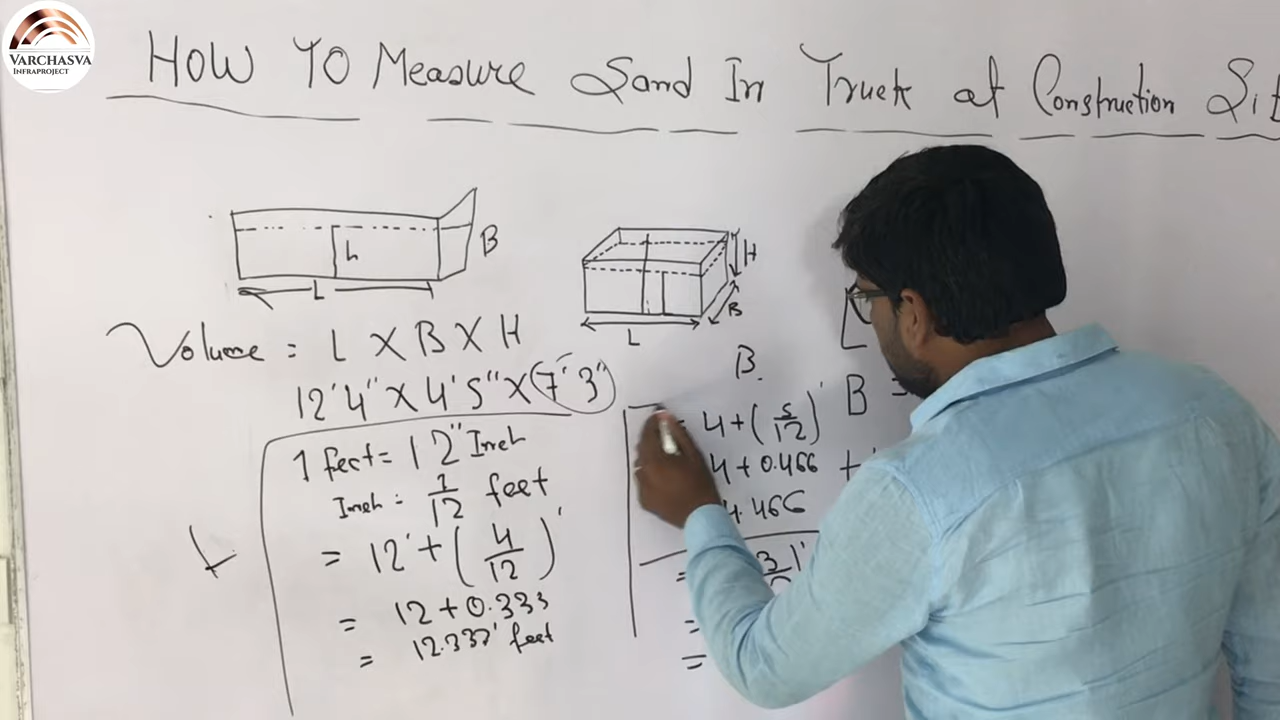 VARCHASVA
INFRAPROJECT
HOW TO Measure Sand In Truck at Construction Sit
h
B
L
H
B
L
Volume = L X B X H
12'4" X 4'5" X (7'3")
1 feet = 12" Inch
Inch = 1/12 feet
= 12' + (4/12)'
= 12 + 0.333
= 12.333' feet
B.
= 4 + (5/12)'
4 + 0.466
4.466
B =
=
=
=